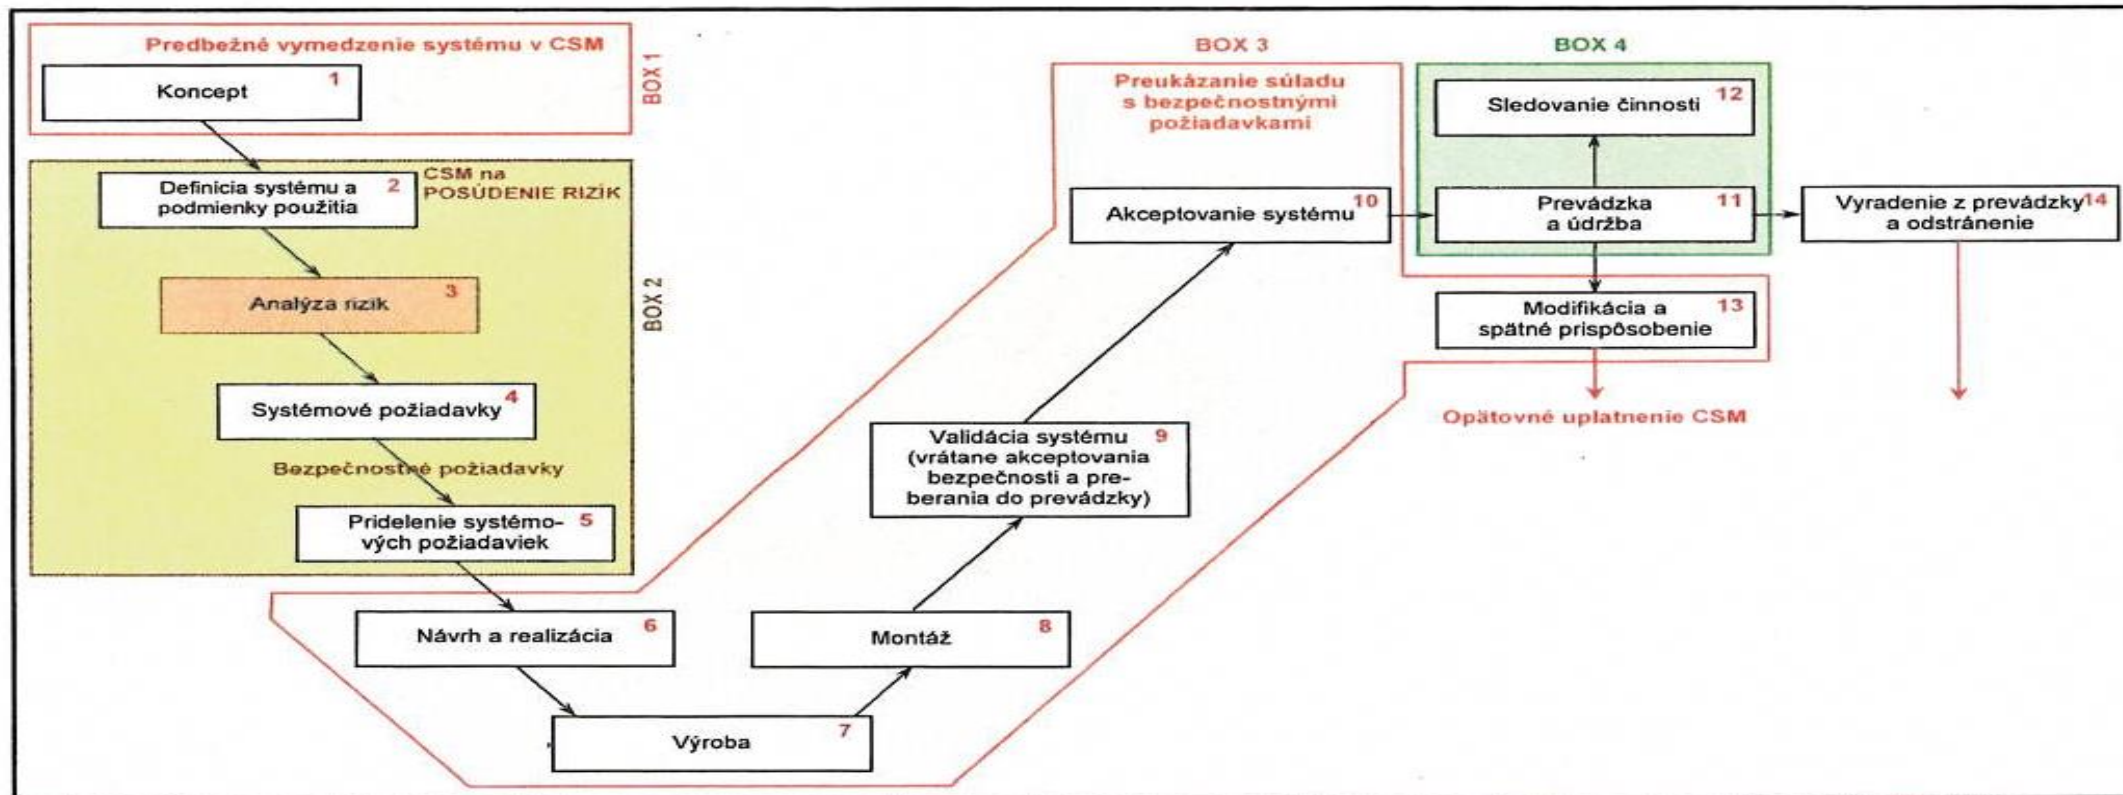 Predbežné vymedzenie systému v CSM
1
Koncept
BOX 1
CSM na
POSÚDENIE RIZÍK
Definícia systému a
podmienky použitia
2
Analýza rizík
3
BOX 2
Systémové požiadavky
4
Bezpečnostné požiadavky
Pridelenie systémo-
vých požiadaviek
5
Návrh a realizácia
6
Výroba
7
Montáž
8
Validácia systému
(vrátane akceptovania
bezpečnosti a pre-
berania do prevádzky)
9
BOX 3
Preukázanie súladu
s bezpečnostnými
požiadavkami
Akceptovanie systému
10
BOX 4
Sledovanie činnosti
12
Prevádzka
a údržba
11
Modifikácia a
spätné prispôsobenie
13
Opätovné uplatnenie CSM
Vyradenie z prevádzky
a odstránenie
14